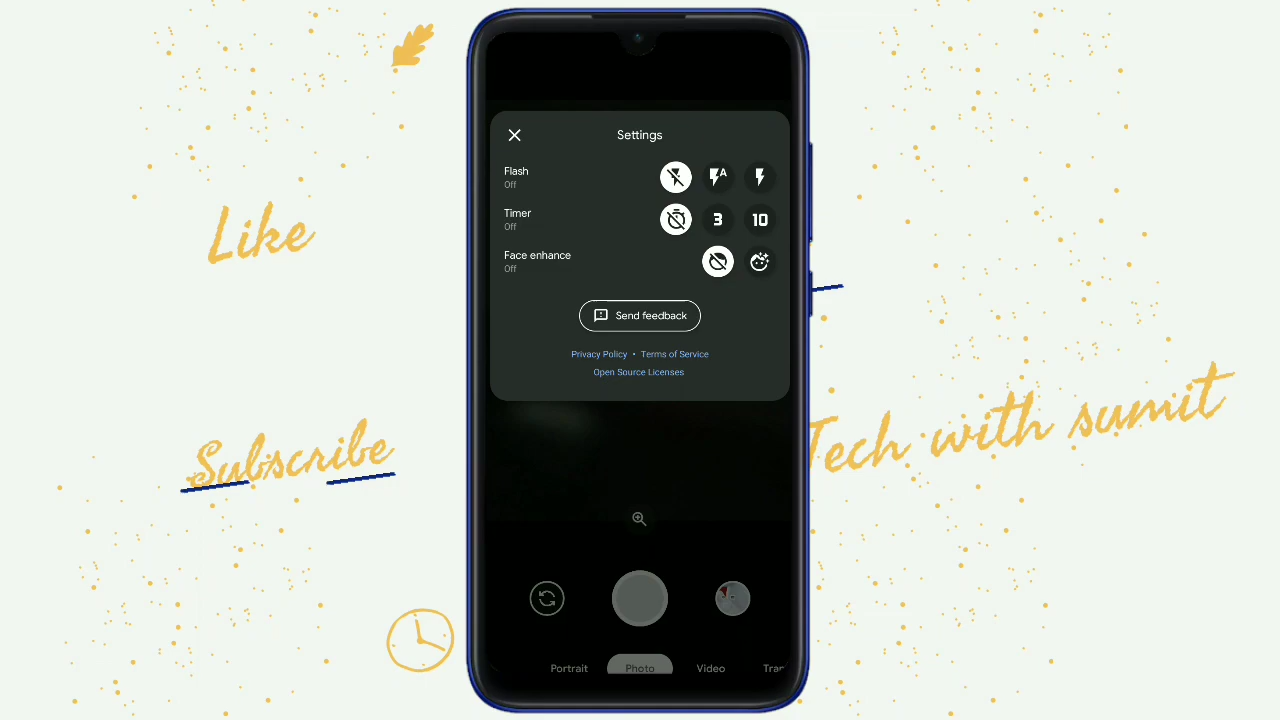 Like
Subscribe
Settings
Flash
Off
A
Timer
Off
3
10
Face enhance
Off
Send feedback
Privacy Policy • Terms of Service
Open Source Licenses
Portrait
Photo
Video
Tran
Tech with sumit